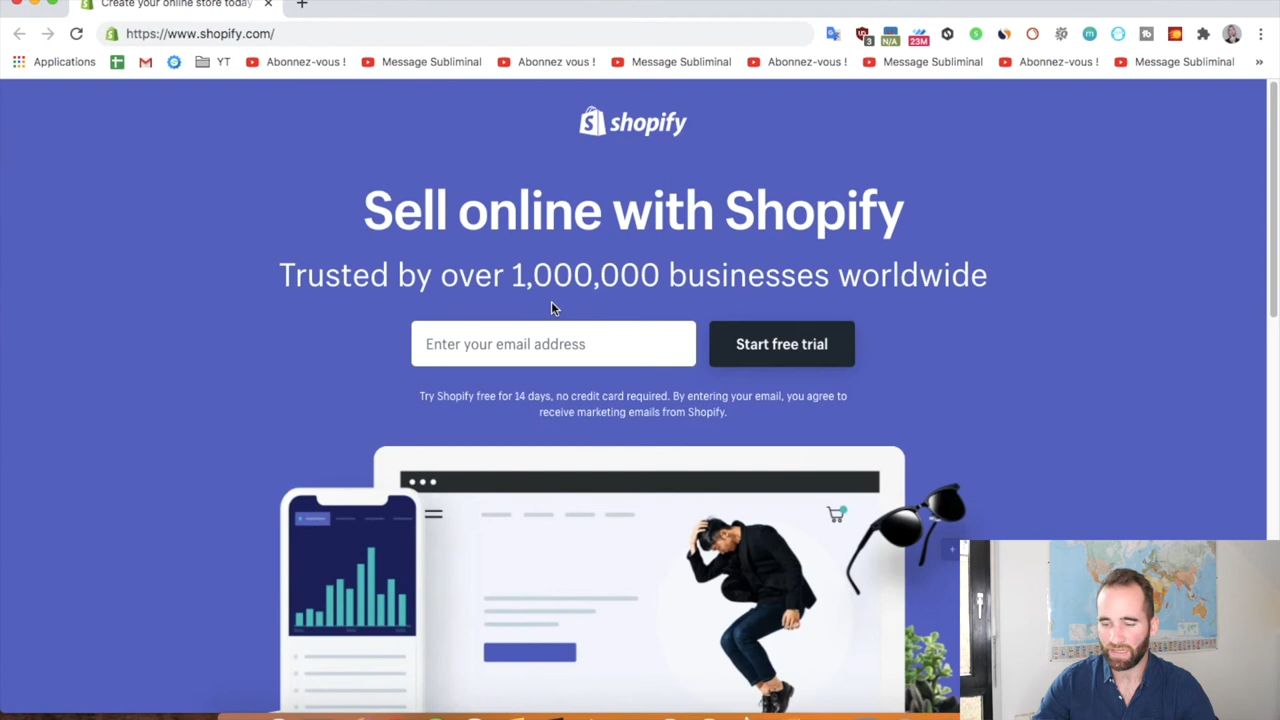 Create your online store today
https://www.shopify.com/
3
N/A
23M
Applications
YT
Abonnez-vous !
Message Subliminal
Abonnez vous !
Message Subliminal
Abonnez-vous !
Message Subliminal
Abonnez-vous !
Message Subliminal
»
shopify
Sell online with Shopify
Trusted by over 1,000,000 businesses worldwide
Enter your email address
Start free trial
Try Shopify free for 14 days, no credit card required. By entering your email, you agree to
receive marketing emails from Shopify.